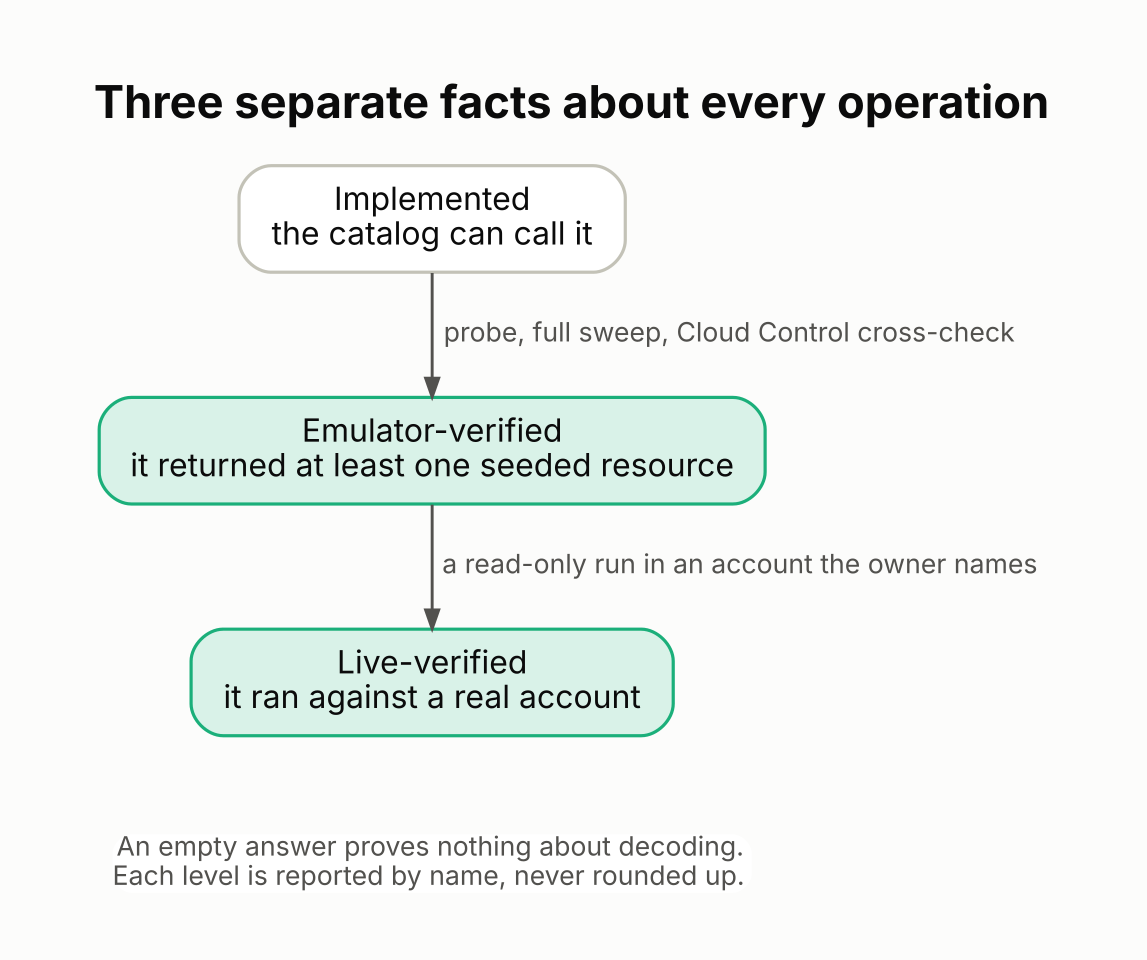 Three separate facts about every operation
Implemented
the catalog can call it
probe, full sweep, Cloud Control cross-check
Emulator-verified
it returned at least one seeded resource
a read-only run in an account the owner names
Live-verified
it ran against a real account
An empty answer proves nothing about decoding.
Each level is reported by name, never rounded up.